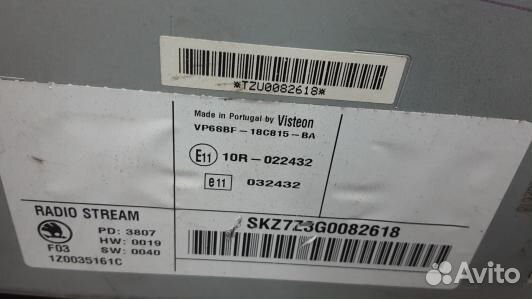 *TZU0082618*
Made in Portugal by Visteon
VP6SBF-18C815-BA
E11 10R-022432
e11 032432
RADIO STREAM
PD: 3807
F03 HW: 0019
SW: 0040
1Z0035161C
SKZ7Z3G0082618
Avito